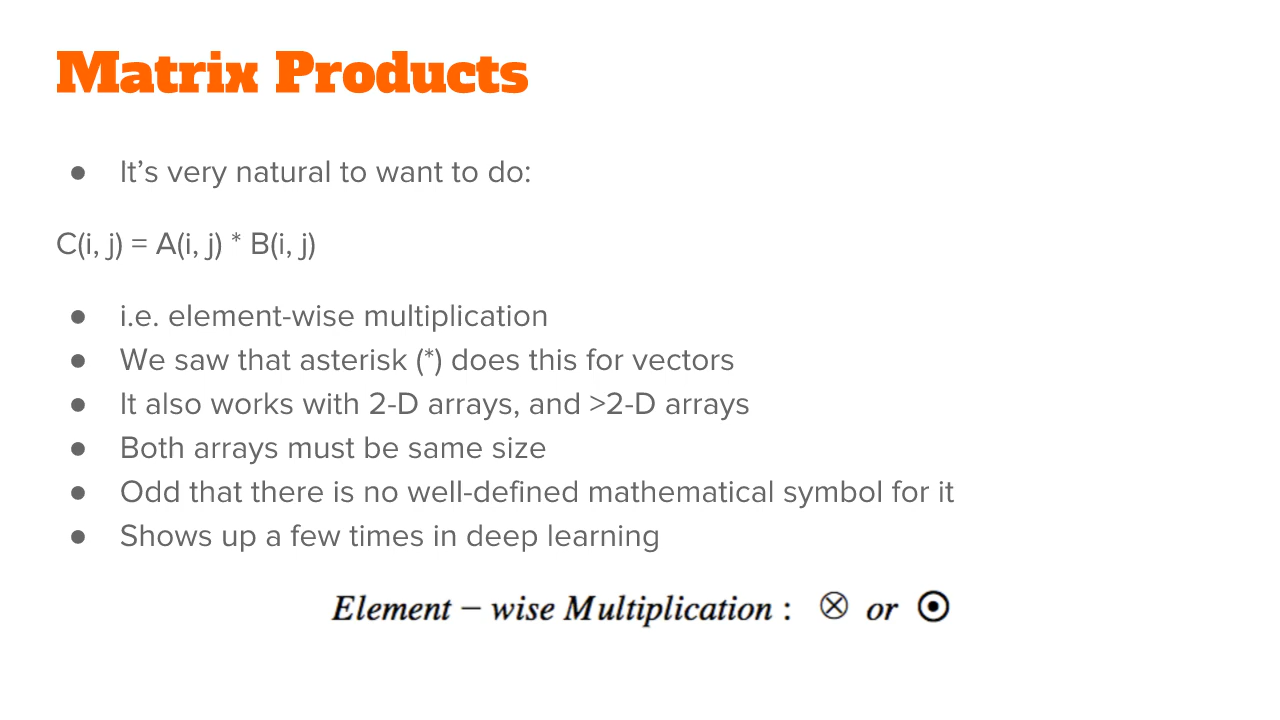 Matrix Products
● It’s very natural to want to do:
C(i, j) = A(i, j) * B(i, j)
● i.e. element-wise multiplication
● We saw that asterisk (*) does this for vectors
● It also works with 2-D arrays, and >2-D arrays
● Both arrays must be same size
● Odd that there is no well-defined mathematical symbol for it
● Shows up a few times in deep learning
Element − wise Multiplication : ⊗ or ⊙